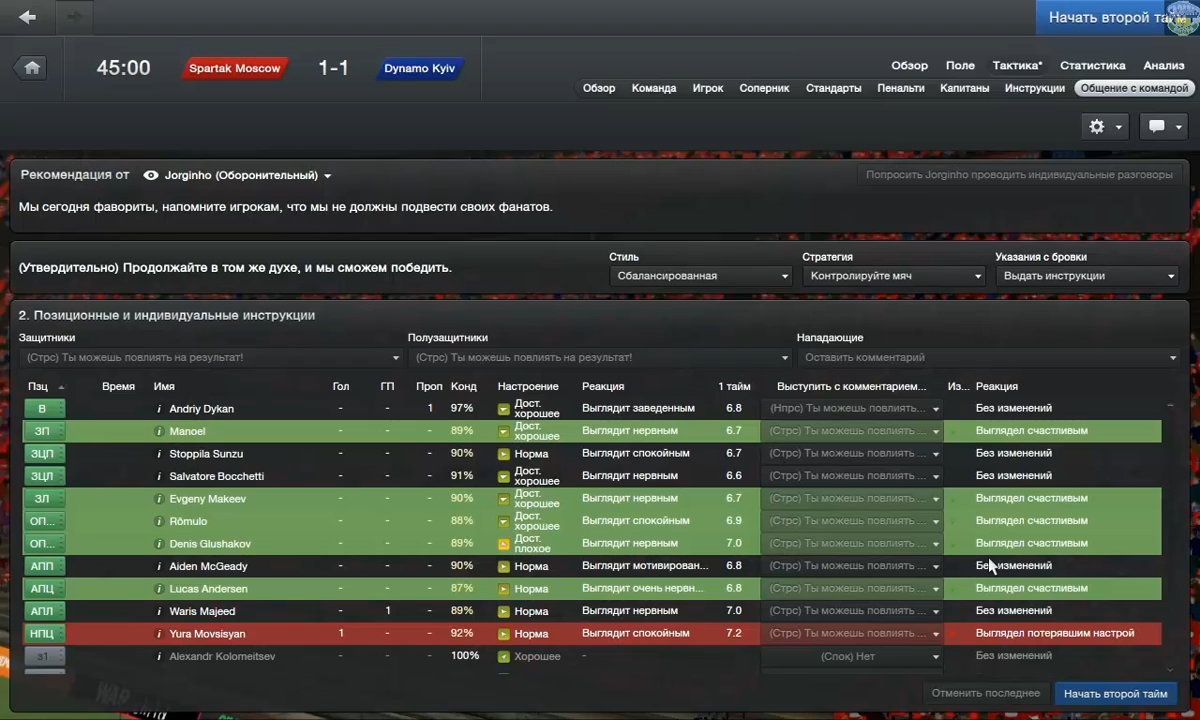 Начать второй тайм
45:00 Spartak Moscow 1-1 Dynamo Kyiv
Обзор Поле Тактика* Статистика Анализ
Обзор Команда Игрок Соперник Стандарты Пенальти Капитаны Инструкции Общение с командой
Рекомендация от Jorginho (Оборонительный) Попросить Jorginho проводить индивидуальные разговоры
Мы сегодня фавориты, напомните игрокам, что мы не должны подвести своих фанатов.
Стиль Стратегия Указания с бровки
(Утвердительно) Продолжайте в том же духе, и мы сможем победить. Сбалансированная Контролируйте мяч Выдать инструкции
2. Позиционные и индивидуальные инструкции
Защитники Полузащитники Нападающие
(Стрс) Ты можешь повлиять на результат! (Стрс) Ты можешь повлиять на результат! Оставить комментарий
Пзц Время Имя Гол ГП Проп Конд Настроение Реакция 1 тайм Выступить с комментарием... Из... Реакция
В i Andriy Dykan - - 1 97% Дост. хорошее Выглядит заведенным 6.8 (Нпрс) Ты можешь повлиять... Без изменений
ЗП i Manoel - - - 89% Дост. хорошее Выглядит нервным 6.7 (Стрс) Ты можешь повлиять... Выглядел счастливым
ЗЦП i Stoppila Sunzu - - - 90% Норма Выглядит спокойным 6.7 (Стрс) Ты можешь повлиять... Без изменений
ЗЦЛ i Salvatore Bocchetti - - - 91% Дост. хорошее Выглядит нервным 6.6 (Стрс) Ты можешь повлиять... Без изменений
ЗЛ i Evgeny Makeev - - - 90% Дост. хорошее Выглядит нервным 6.7 (Стрс) Ты можешь повлиять... Выглядел счастливым
ОП... i Rômulo - - - 86% Дост. хорошее Выглядит спокойным 6.9 (Стрс) Ты можешь повлиять... Выглядел счастливым
ОП... i Denis Glushakov - - - 89% Дост. плохое Выглядит нервным 7.0 (Стрс) Ты можешь повлиять... Выглядел счастливым
АПП i Aiden McGeady - - - 90% Норма Выглядит мотивирован... 6.8 (Стрс) Ты можешь повлиять... Без изменений
АПЦ i Lucas Andersen - - - 87% Норма Выглядит очень нервн... 6.8 (Стрс) Ты можешь повлиять... Выглядел счастливым
АПЛ i Waris Majeed - 1 - 89% Норма Выглядит нервным 7.0 (Стрс) Ты можешь повлиять... Без изменений
НПЦ i Yura Movsisyan 1 - - 92% Норма Выглядит спокойным 7.2 (Стрс) Ты можешь повлиять... Выглядел потерявшим настрой
з1 i Alexandr Kolomeitsev 100% Хорошее - (Спок) Нет Без изменений
Отменить последнее Начать второй тайм